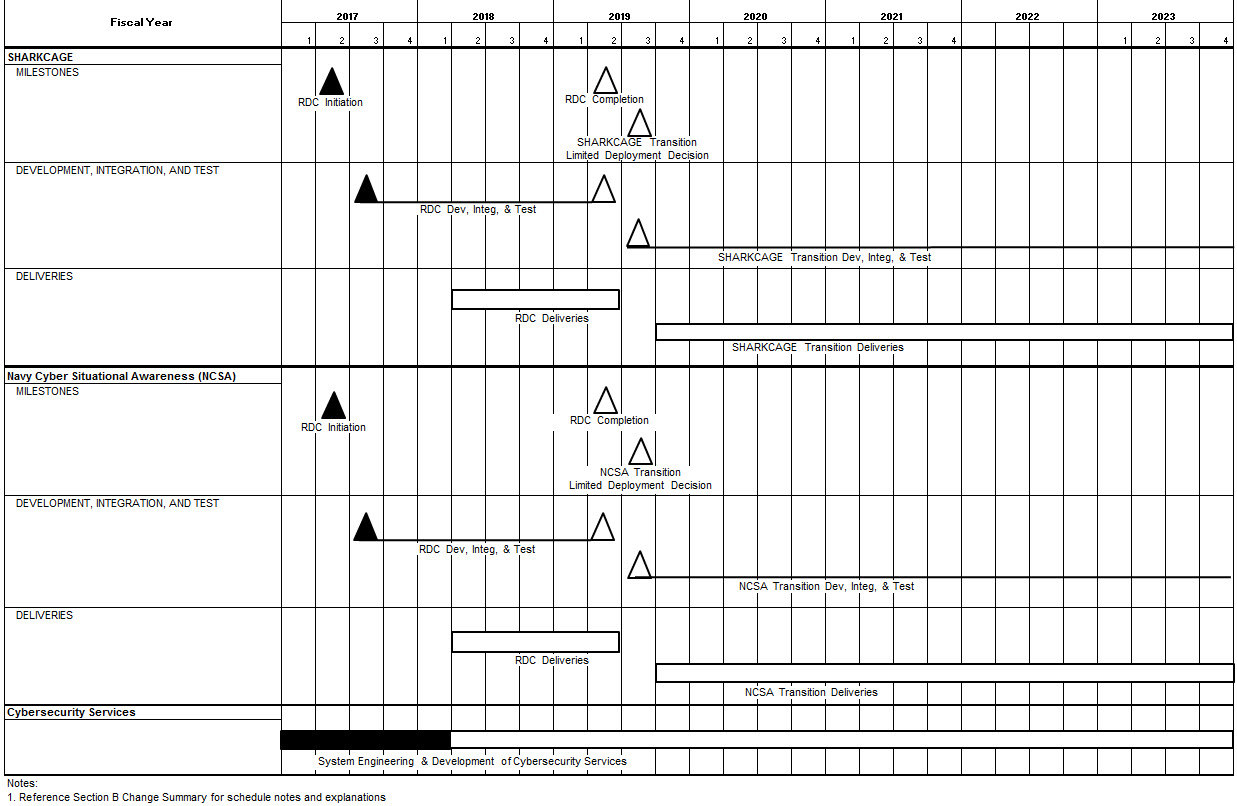 Fiscal Year 2017 2018 2019 2020 2021 2022 2023
1 2 3 4 1 2 3 4 1 2 3 4 1 2 3 4 1 2 3 4 1 2 3 4
SHARKCAGE
MILESTONES
RDC Initiation
RDC Completion
SHARKCAGE Transition
Limited Deployment Decision
DEVELOPMENT, INTEGRATION, AND TEST
RDC Dev, Integ, & Test
SHARKCAGE Transition Dev, Integ, & Test
DELIVERIES
RDC Deliveries
SHARKCAGE Transition Deliveries
Navy Cyber Situational Awareness (NCSA)
MILESTONES
RDC Initiation
RDC Completion
NCSA Transition
Limited Deployment Decision
DEVELOPMENT, INTEGRATION, AND TEST
RDC Dev, Integ, & Test
NCSA Transition Dev, Integ, & Test
DELIVERIES
RDC Deliveries
NCSA Transition Deliveries
Cybersecurity Services
System Engineering & Development of Cybersecurity Services
Notes:
1. Reference Section B Change Summary for schedule notes and explanations